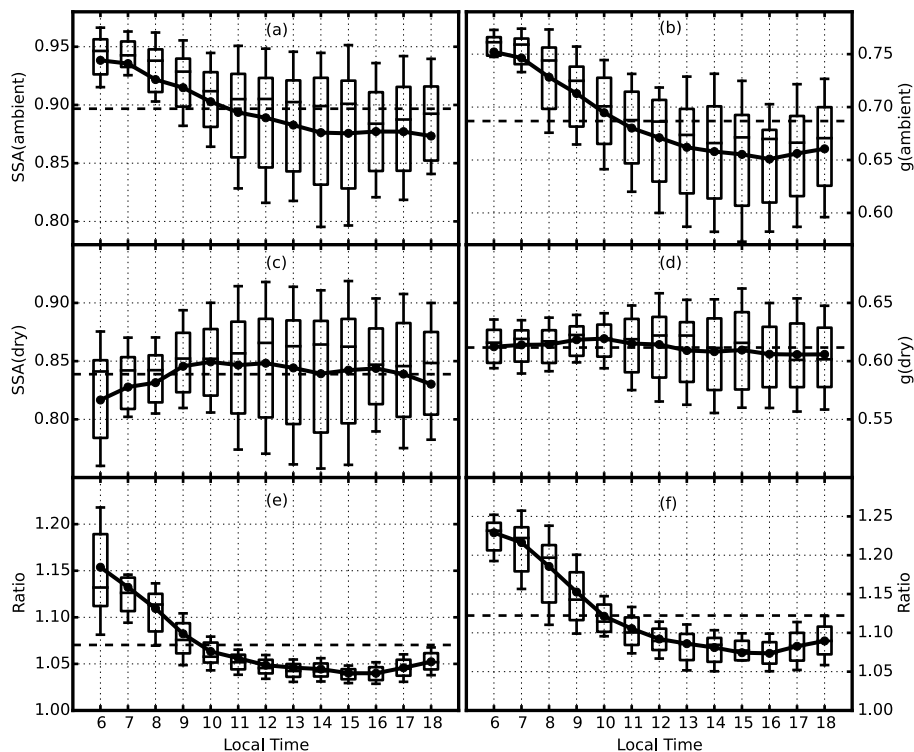 (a)
(b)
0.95
0.90
0.85
0.80
SSA(ambient)
0.75
0.70
0.65
0.60
g(ambient)
(c)
(d)
0.90
0.85
0.80
SSA(dry)
0.65
0.60
0.55
g(dry)
(e)
(f)
1.20
1.15
1.10
1.05
1.00
Ratio
1.25
1.20
1.15
1.10
1.05
1.00
Ratio
6 7 8 9 10 11 12 13 14 15 16 17 18
6 7 8 9 10 11 12 13 14 15 16 17 18
Local Time
Local Time